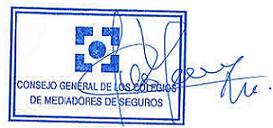 CONSEJO GENERAL DE LOS COLEGIOS
DE MEDIADORES DE SEGUROS